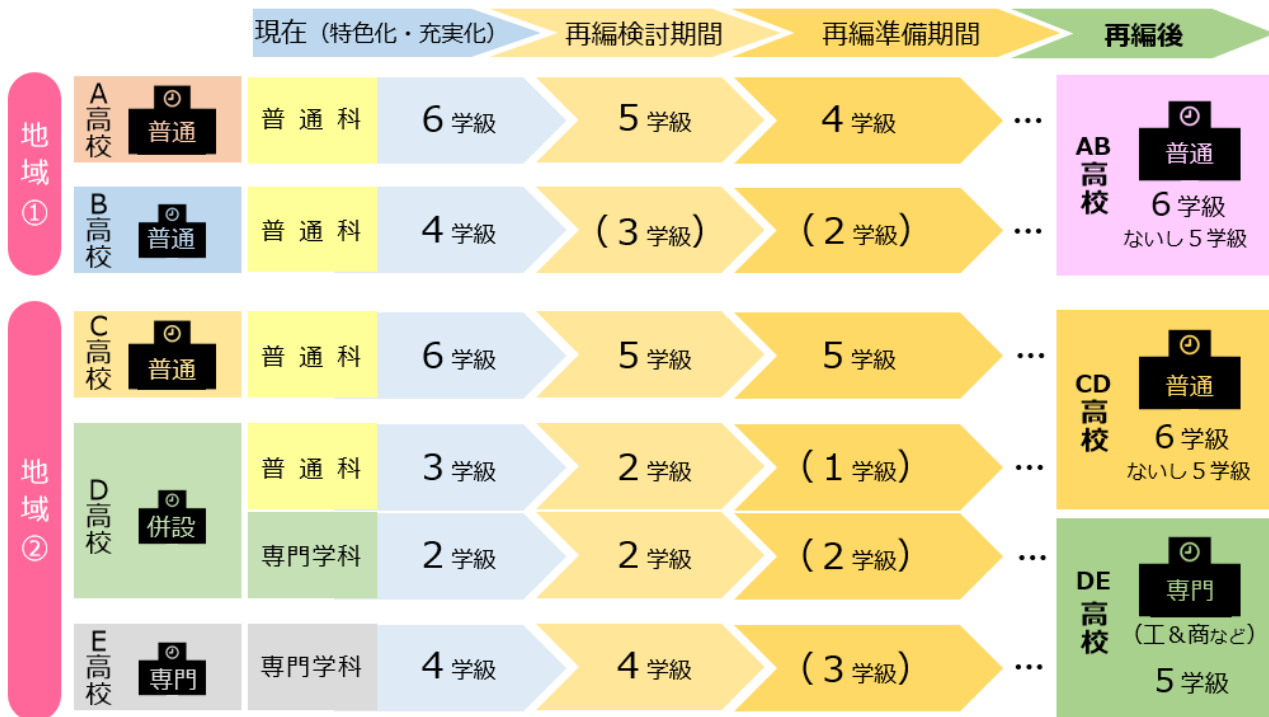 現在（特色化・充実化）
再編検討期間
再編準備期間
再編後
地域①
A高校
普通
普通科
6学級
5学級
4学級
…
B高校
普通
普通科
4学級
（3学級）
（2学級）
…
AB高校
普通
6学級
ないし５学級
地域②
C高校
普通
普通科
6学級
5学級
5学級
…
D高校
併設
普通科
3学級
2学級
（1学級）
…
専門学科
2学級
2学級
（2学級）
…
E高校
専門
専門学科
4学級
4学級
（3学級）
…
CD高校
普通
6学級
ないし５学級
DE高校
専門
（工＆商など）
5学級